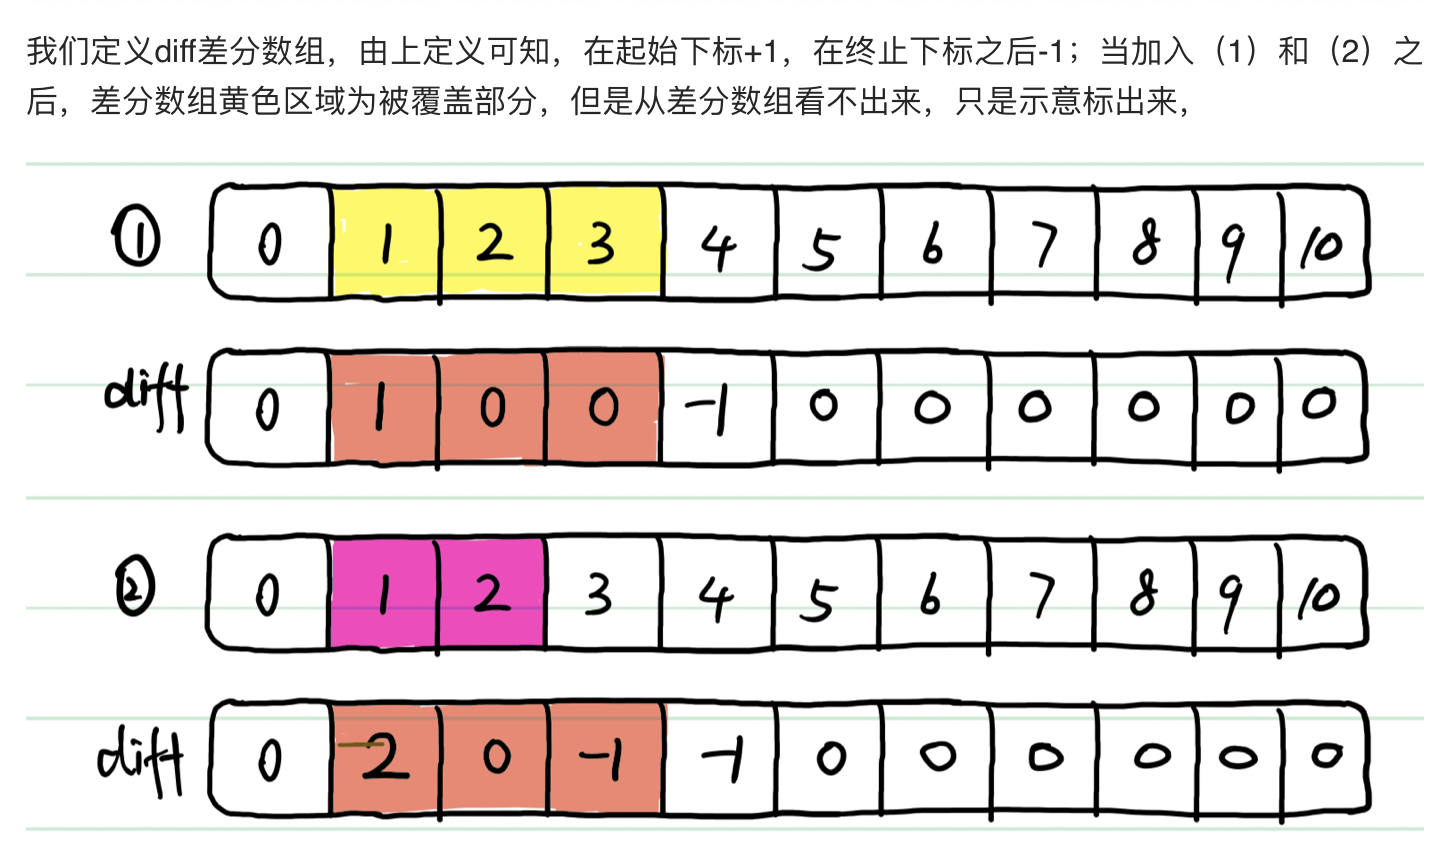 我们定义diff差分数组，由上定义可知，在起始下标+1，在终止下标之后-1；当加入（1）和（2）之
后，差分数组黄色区域为被覆盖部分，但是从差分数组看不出来，只是示意标出来，
① 0 1 2 3 4 5 6 7 8 9 10
diff 0 1 0 0 -1 0 0 0 0 0 0
② 0 1 2 3 4 5 6 7 8 9 10
diff 0 2 0 -1 -1 0 0 0 0 0 0